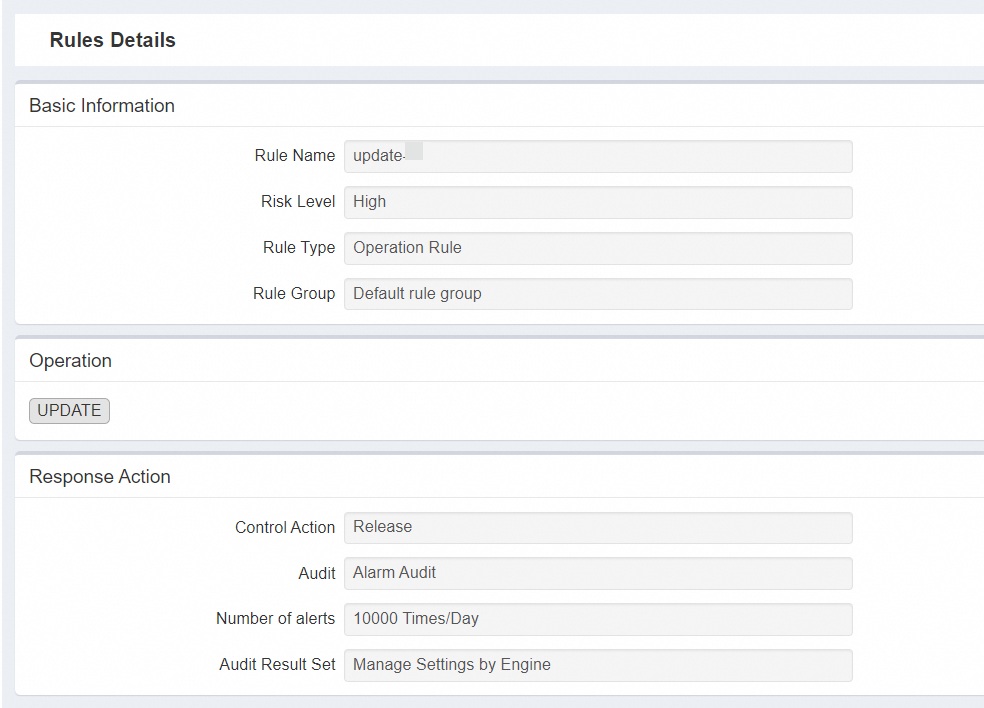 Rules Details
Basic Information
Rule Name update-
Risk Level High
Rule Type Operation Rule
Rule Group Default rule group
Operation
UPDATE
Response Action
Control Action Release
Audit Alarm Audit
Number of alerts 10000 Times/Day
Audit Result Set Manage Settings by Engine